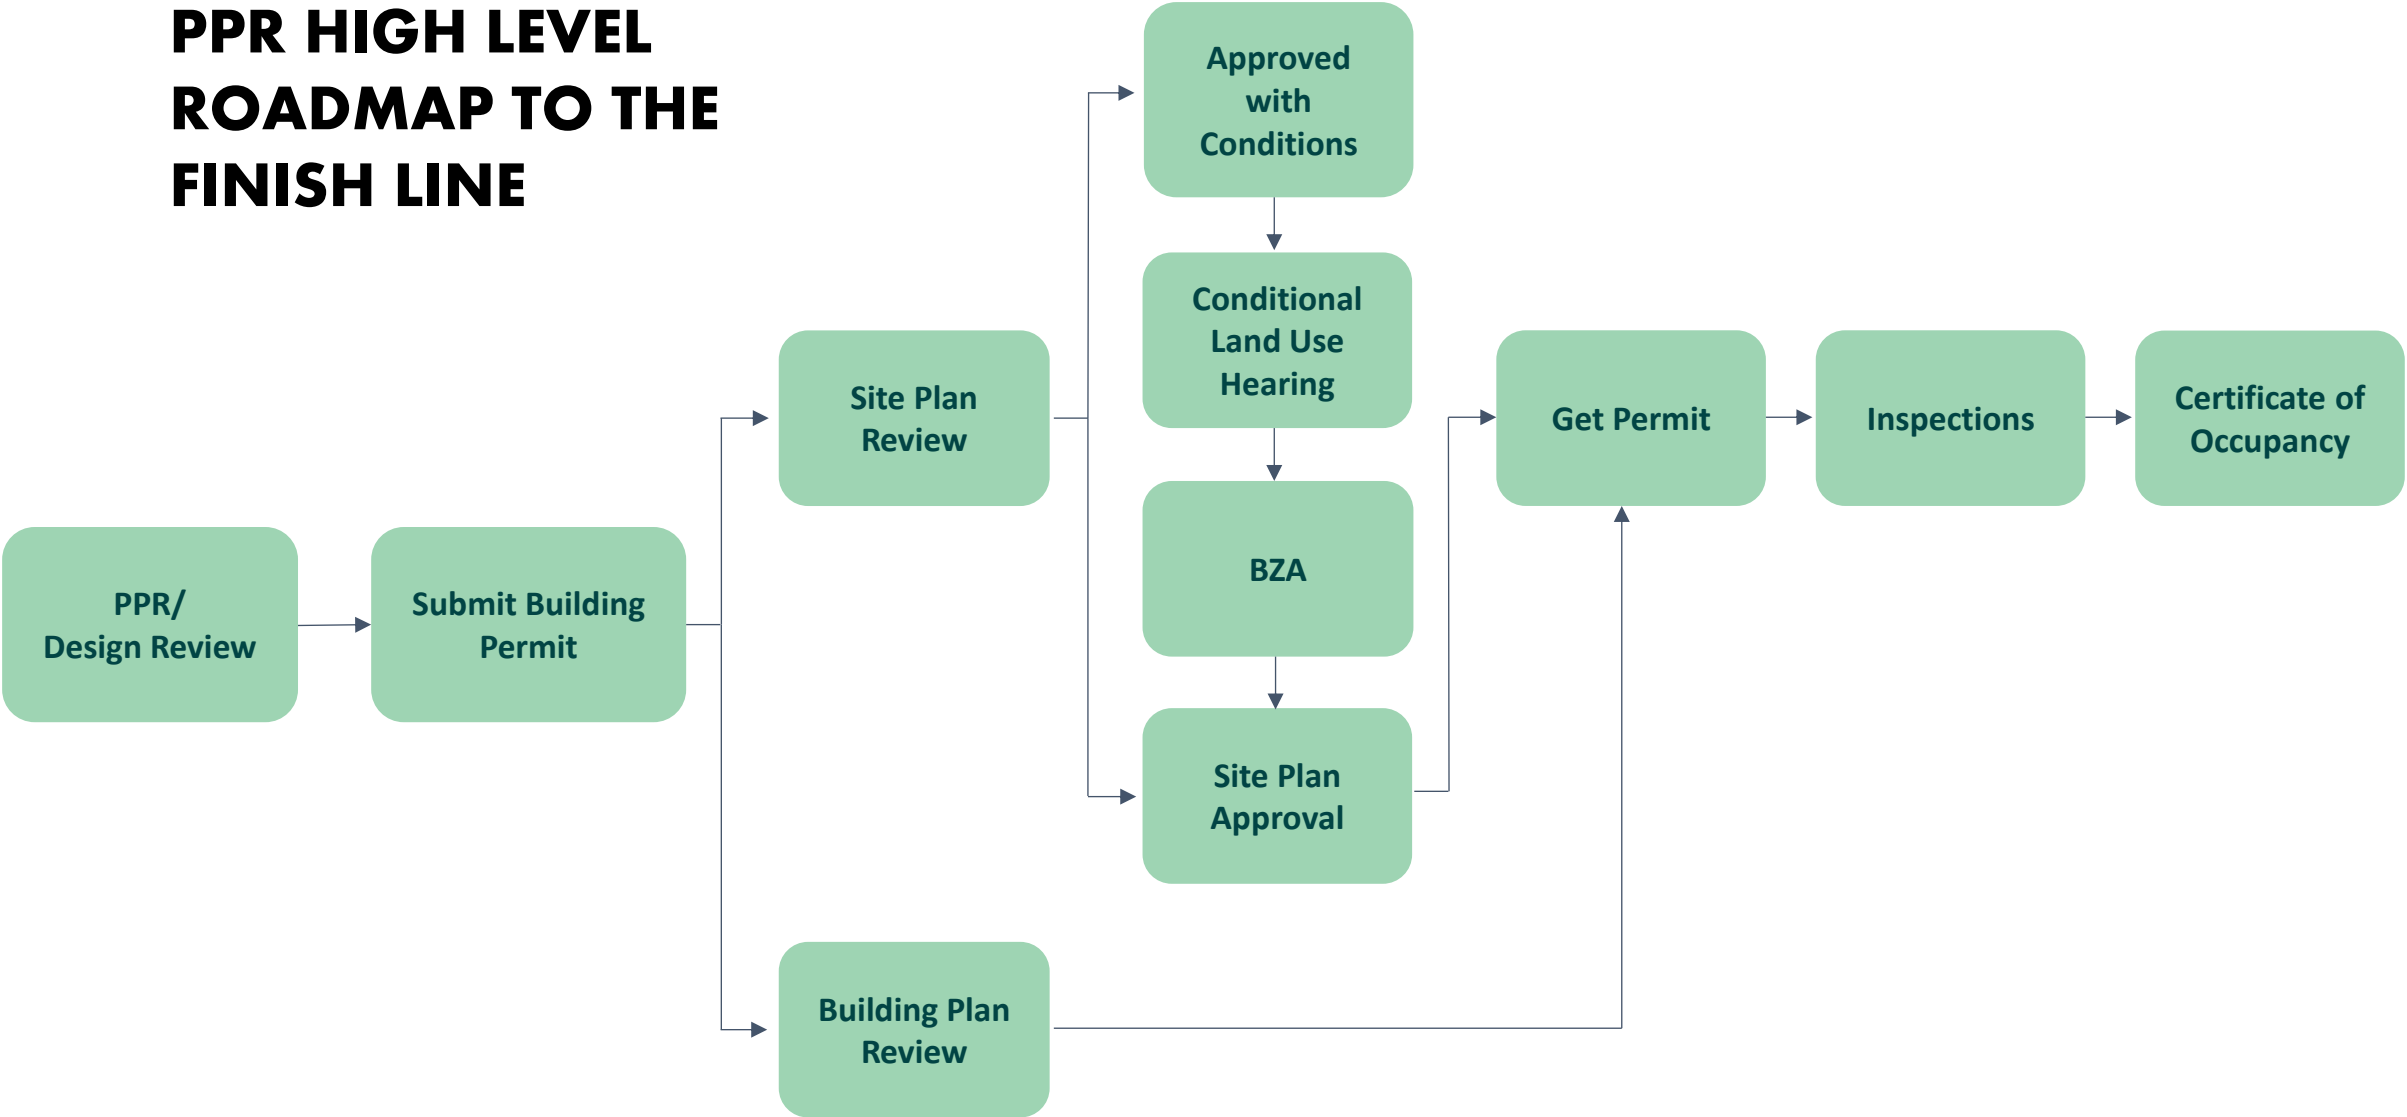 PPR HIGH LEVEL
ROADMAP TO THE
FINISH LINE
Approved
with
Conditions
Conditional
Land Use
Hearing
Site Plan
Review
Get Permit
Inspections
Certificate of
Occupancy
BZA
PPR/
Design Review
Submit Building
Permit
Site Plan
Approval
Building Plan
Review